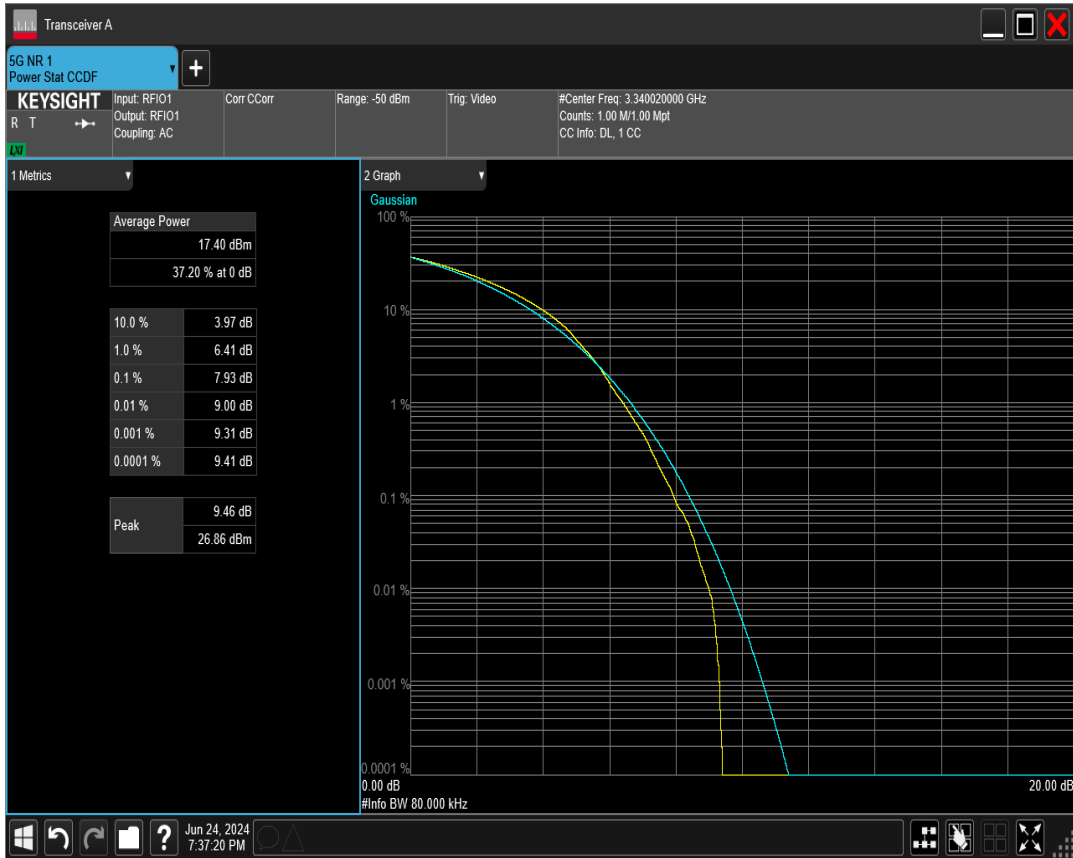 Transceiver A
5G NR 1
Power Stat CCDF
+
KEYSIGHT
R T
LXI
Input: RFIO1
Output: RFIO1
Coupling: AC
Corr CCorr
Range: -50 dBm
Trig: Video
#Center Freq: 3.340020000 GHz
Counts: 1.00 M/1.00 Mpt
CC Info: DL, 1 CC
1 Metrics
Average Power
17.40 dBm
37.20 % at 0 dB
10.0 % 3.97 dB
1.0 % 6.41 dB
0.1 % 7.93 dB
0.01 % 9.00 dB
0.001 % 9.31 dB
0.0001 % 9.41 dB
Peak
9.46 dB
26.86 dBm
2 Graph
Gaussian
100 %
10 %
1 %
0.1 %
0.01 %
0.001 %
0.0001 %
0.00 dB 20.00 dB
#Info BW 80.000 kHz
?
Jun 24, 2024
7:37:20 PM